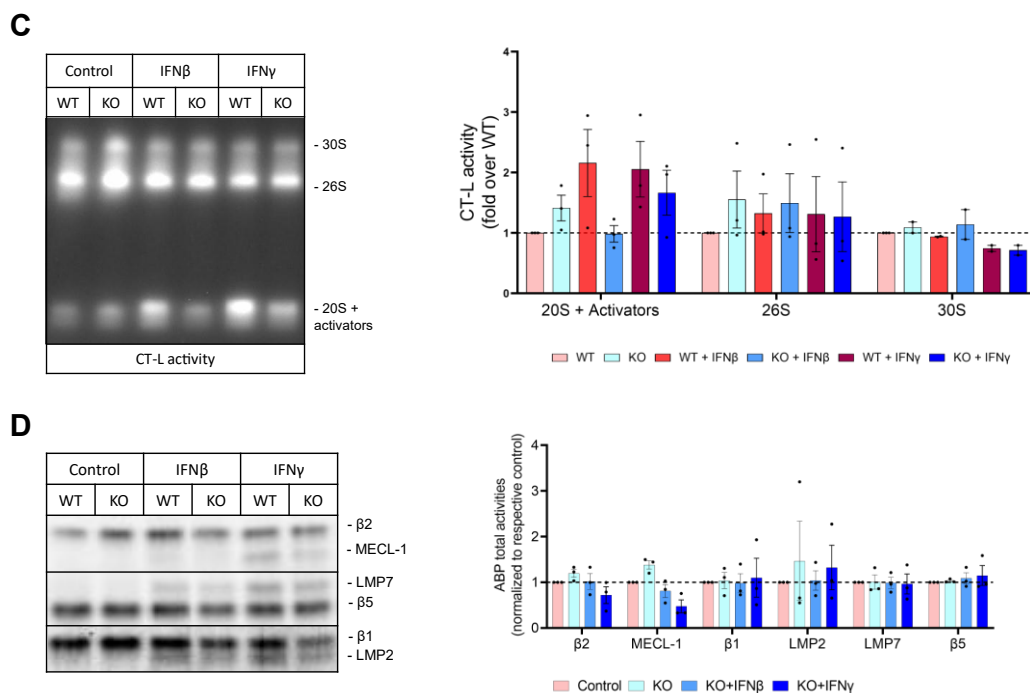 C
Control IFNβ IFNγ
WT KO WT KO WT KO
- 30S
- 26S
- 20S +
activators
CT-L activity
CT-L activity
(fold over WT)
4
3
2
1
0
20S + Activators 26S 30S
WT KO WT + IFNβ KO + IFNβ WT + IFNγ KO + IFNγ
D
Control IFNβ IFNγ
WT KO WT KO WT KO
- β2
- MECL-1
- LMP7
- β5
- β1
- LMP2
ABP total activities
(normalized to respective control)
4
2
1
0
β2 MECL-1 β1 LMP2 LMP7 β5
Control KO KO+IFNβ KO+IFNγ